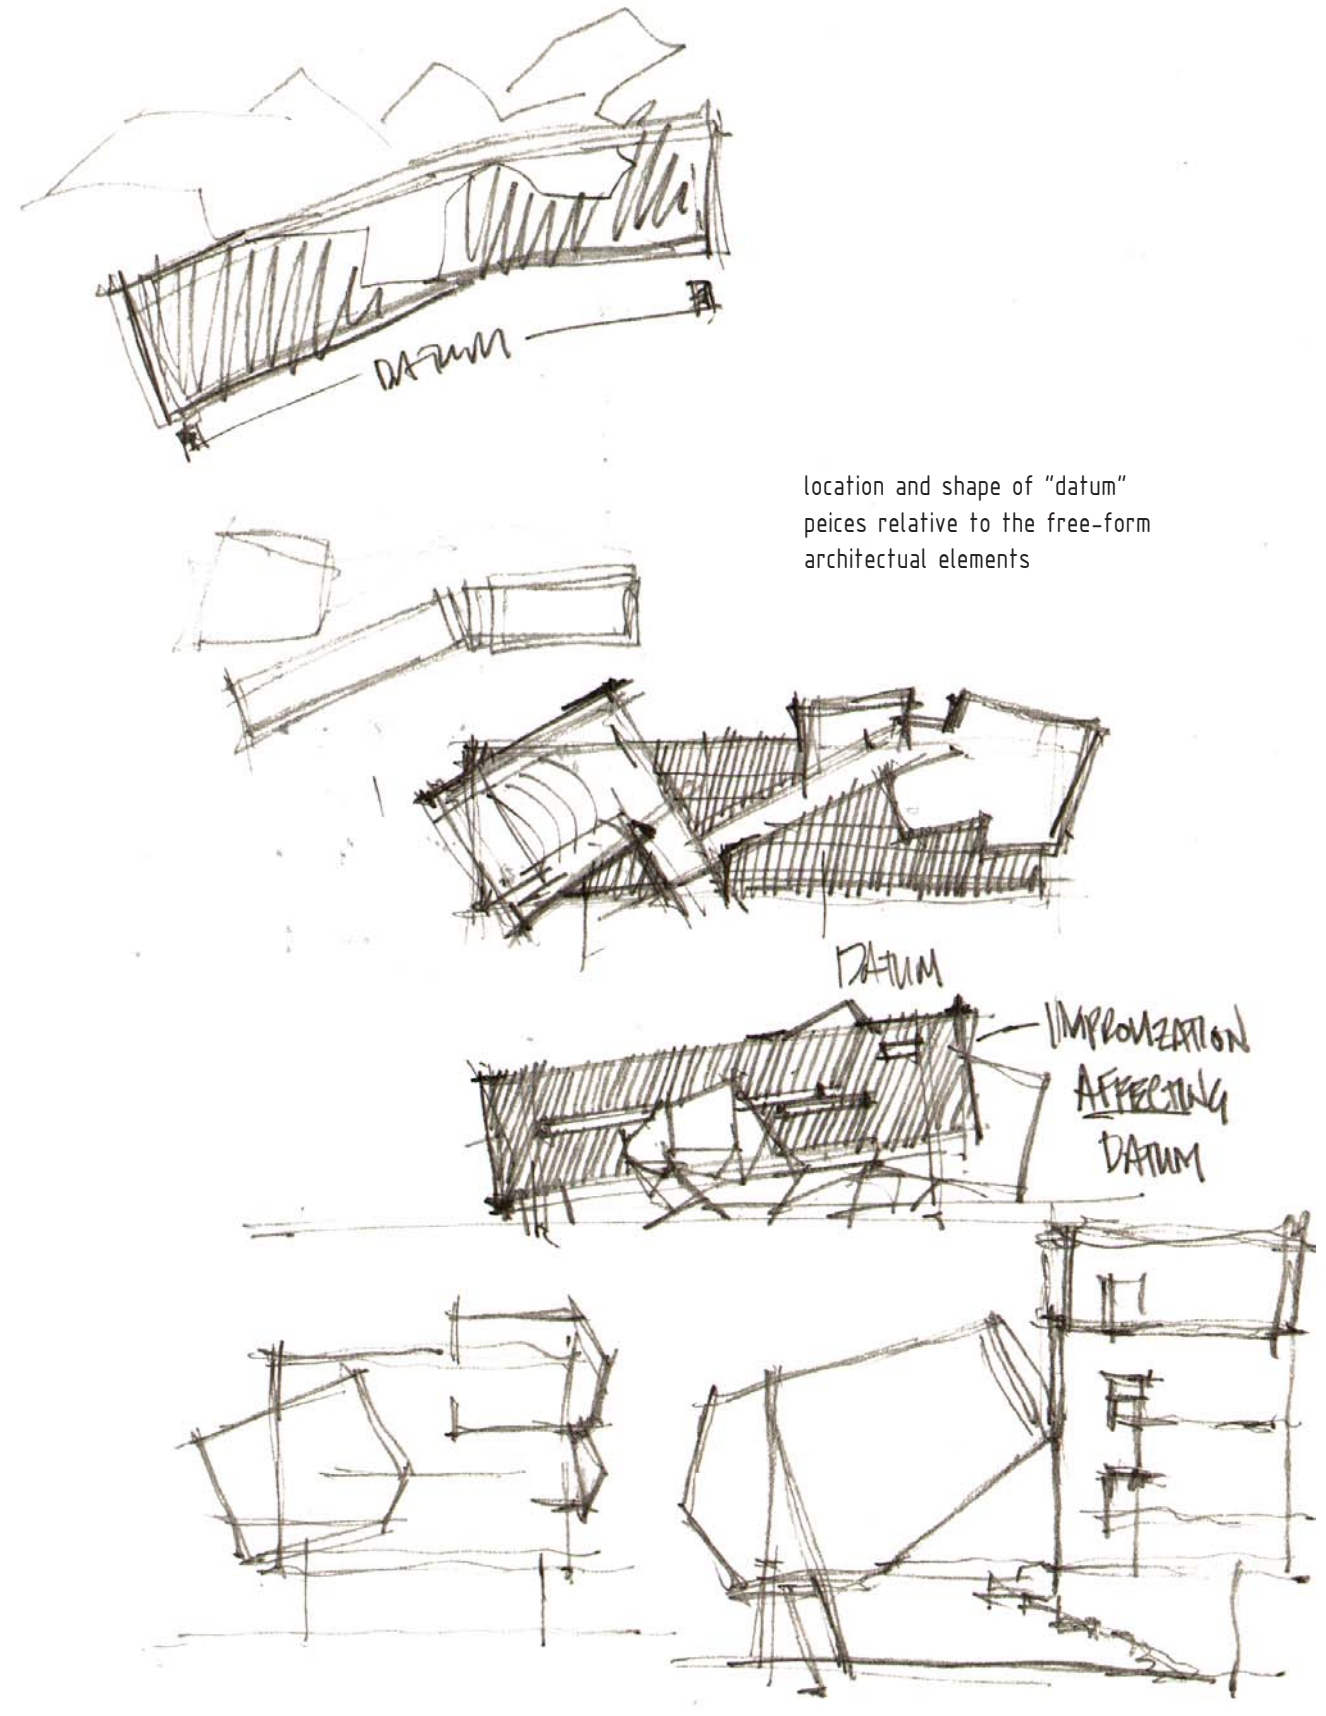 DATUM
location and shape of "datum"
peices relative to the free-form
architectual elements
DATUM
IMPROVIZATION
AFFECTING
DATUM